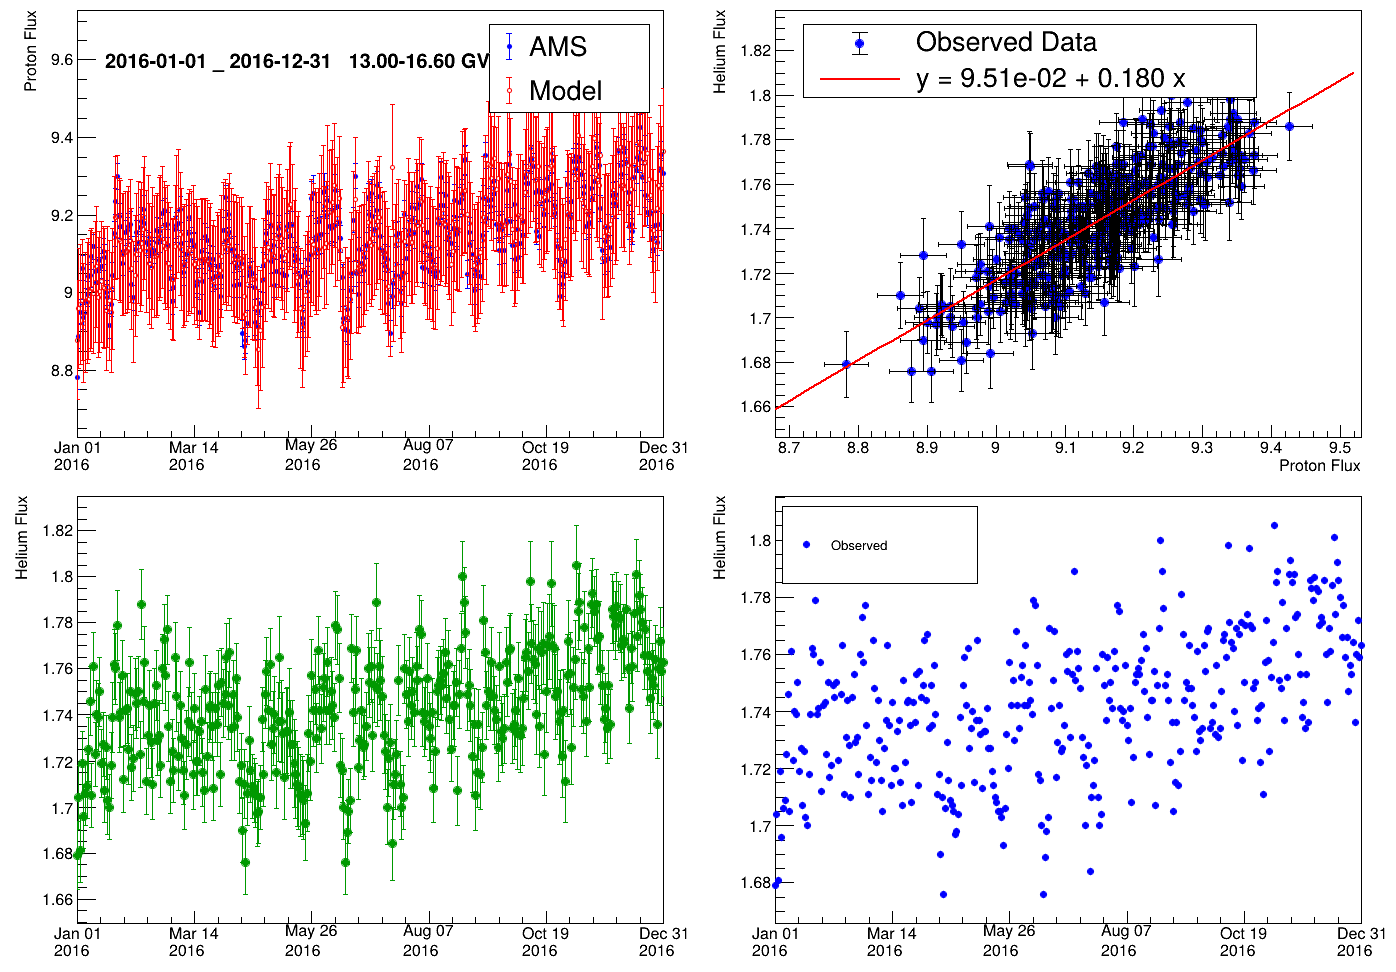 Proton Flux
9.6
9.4
9.2
9
8.8
2016-01-01 _ 2016-12-31 13.00-16.60 GV
AMS
Model
Jan 01 2016
Mar 14 2016
May 26 2016
Aug 07 2016
Oct 19 2016
Dec 31 2016
Helium Flux
1.82
1.8
1.78
1.76
1.74
1.72
1.7
1.68
1.66
Observed Data
y = 9.51e-02 + 0.180 x
8.7 8.8 8.9 9 9.1 9.2 9.3 9.4 9.5
Proton Flux
Helium Flux
1.82
1.8
1.78
1.76
1.74
1.72
1.7
1.68
1.66
Jan 01 2016
Mar 14 2016
May 26 2016
Aug 07 2016
Oct 19 2016
Dec 31 2016
Helium Flux
1.8
1.78
1.76
1.74
1.72
1.7
1.68
Observed
Jan 01 2016
Mar 14 2016
May 26 2016
Aug 07 2016
Oct 19 2016
Dec 31 2016